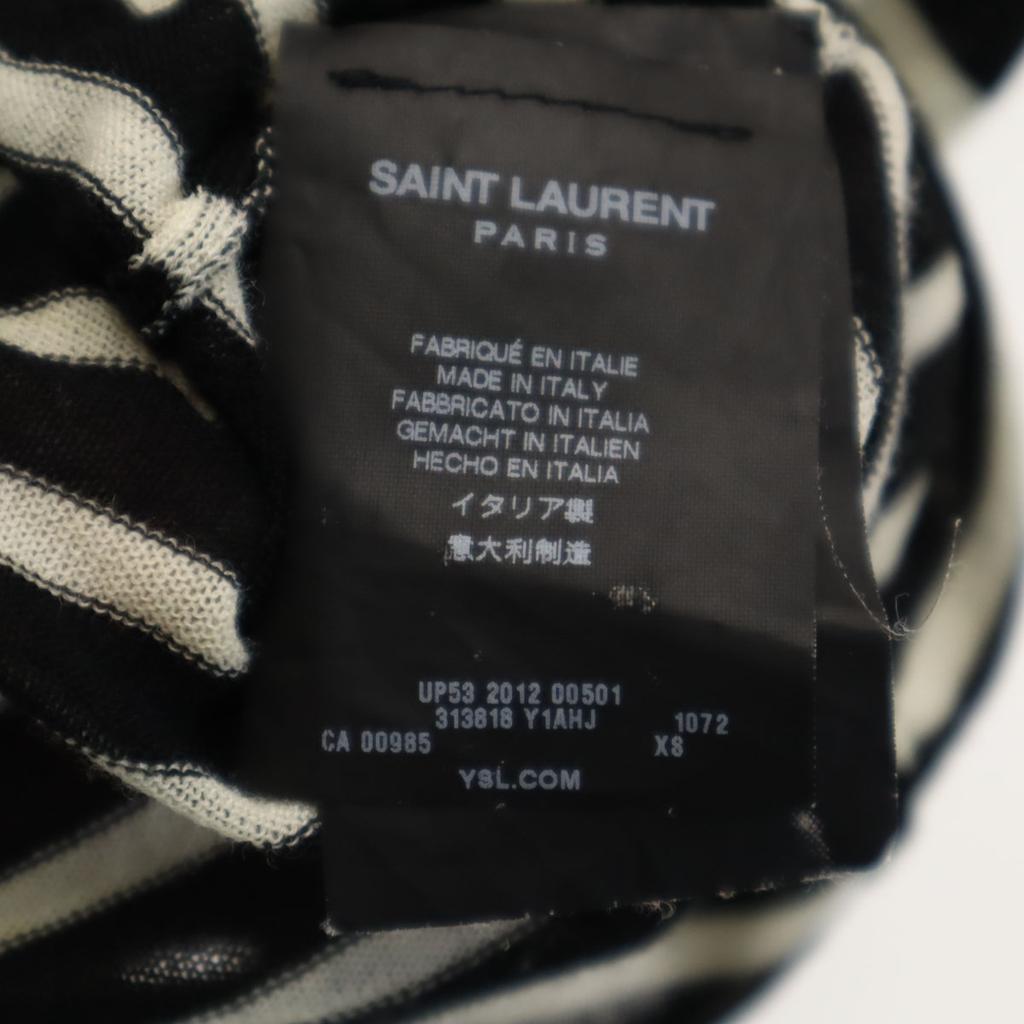 SAINT LAURENT
PARIS
FABRIQUÉ EN ITALIE
MADE IN ITALY
FABBRICATO IN ITALIA
GEMACHT IN ITALIEN
HECHO EN ITALIA
イタリア製
意大利制造
UP53 2012 00501
313818 Y1AHJ 1072
CA 00985 XS
YSL.COM